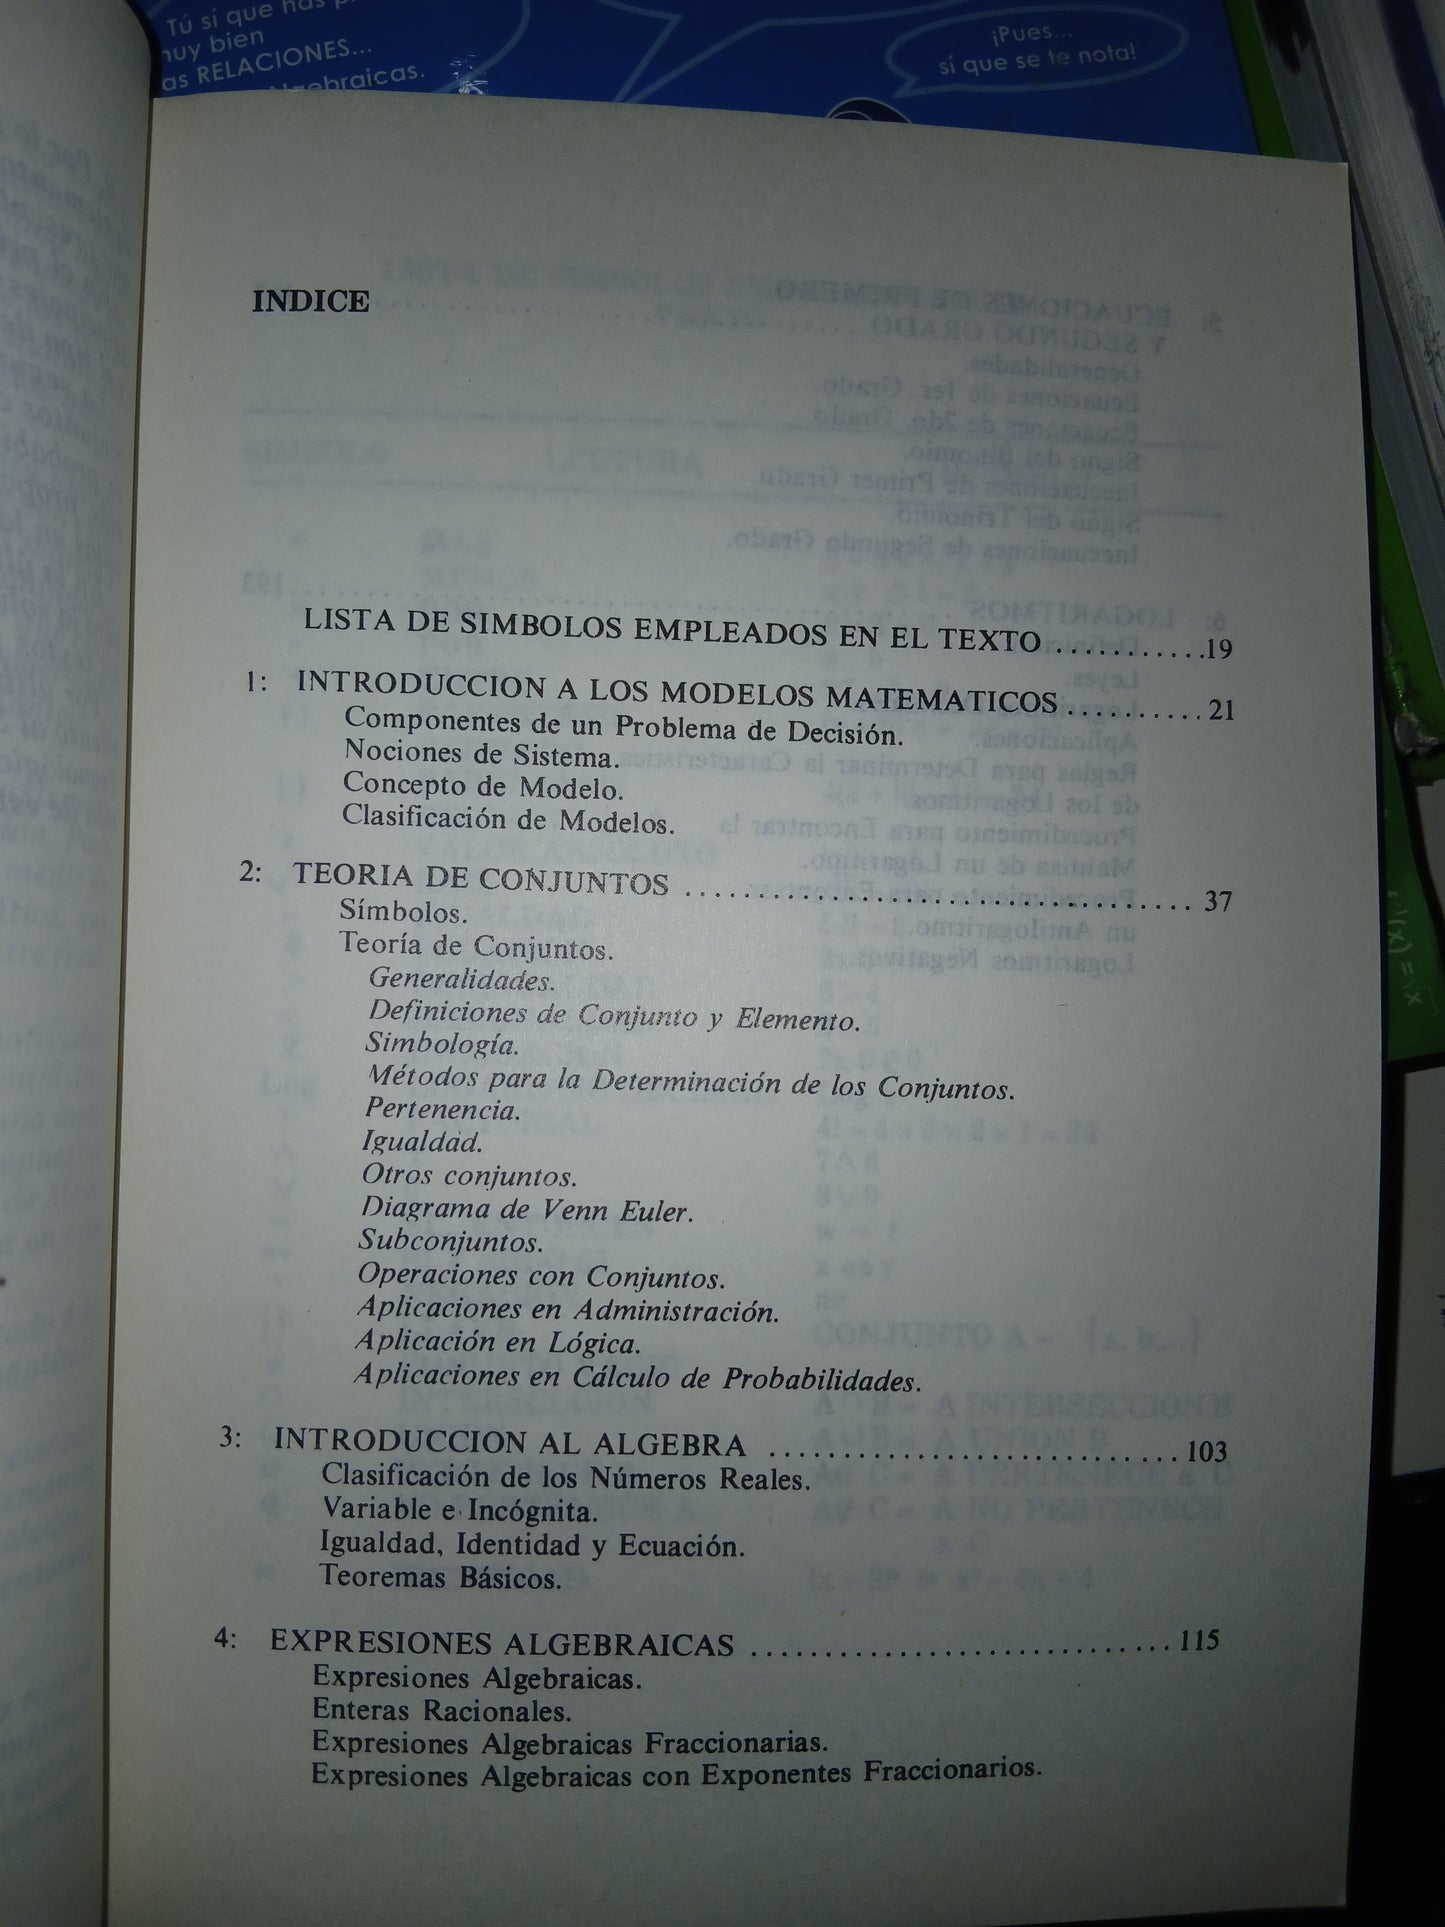 Tú sí que
muy bien
as RELACIONES...
Algebraicas.
¡Pues...
sí que se te nota!
INDICE
LISTA DE SIMBOLOS EMPLEADOS EN EL TEXTO ...........19
1: INTRODUCCION A LOS MODELOS MATEMATICOS..........21
Componentes de un Problema de Decisión.
Nociones de Sistema.
Concepto de Modelo.
Clasificación de Modelos.
2: TEORIA DE CONJUNTOS ..................................... 37
Símbolos.
Teoría de Conjuntos.
Generalidades.
Definiciones de Conjunto y Elemento.
Simbología.
Métodos para la Determinación de los Conjuntos.
Pertenencia.
Igualdad.
Otros conjuntos.
Diagrama de Venn Euler.
Subconjuntos.
Operaciones con Conjuntos.
Aplicaciones en Administración.
Aplicación en Lógica.
Aplicaciones en Cálculo de Probabilidades.
3: INTRODUCCION AL ALGEBRA .............................. 103
Clasificación de los Números Reales.
Variable e Incógnita.
Igualdad, Identidad y Ecuación.
Teoremas Básicos.
4: EXPRESIONES ALGEBRAICAS ............................... 115
Expresiones Algebraicas.
Enteras Racionales.
Expresiones Algebraicas Fraccionarias.
Expresiones Algebraicas con Exponentes Fraccionarios.